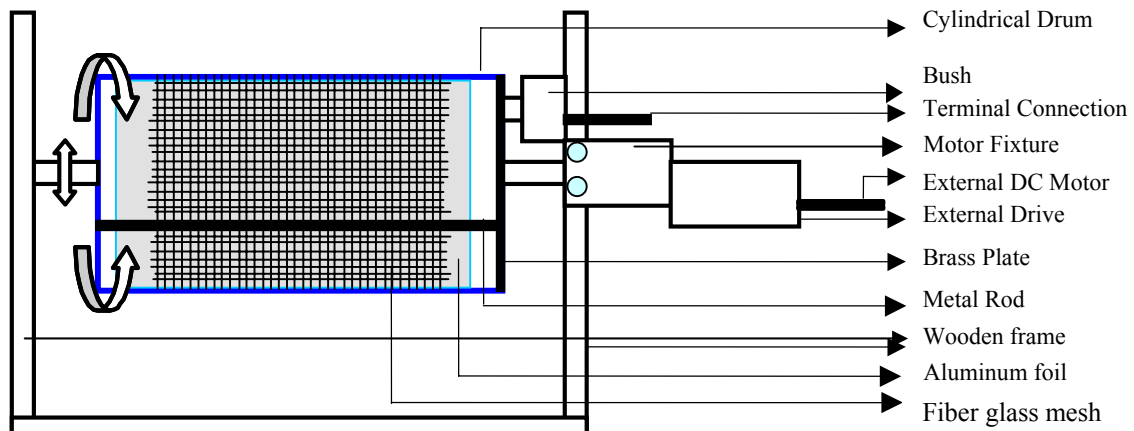 Cylindrical Drum
Bush
Terminal Connection
Motor Fixture
External DC Motor
External Drive
Brass Plate
Metal Rod
Wooden frame
Aluminum foil
Fiber glass mesh